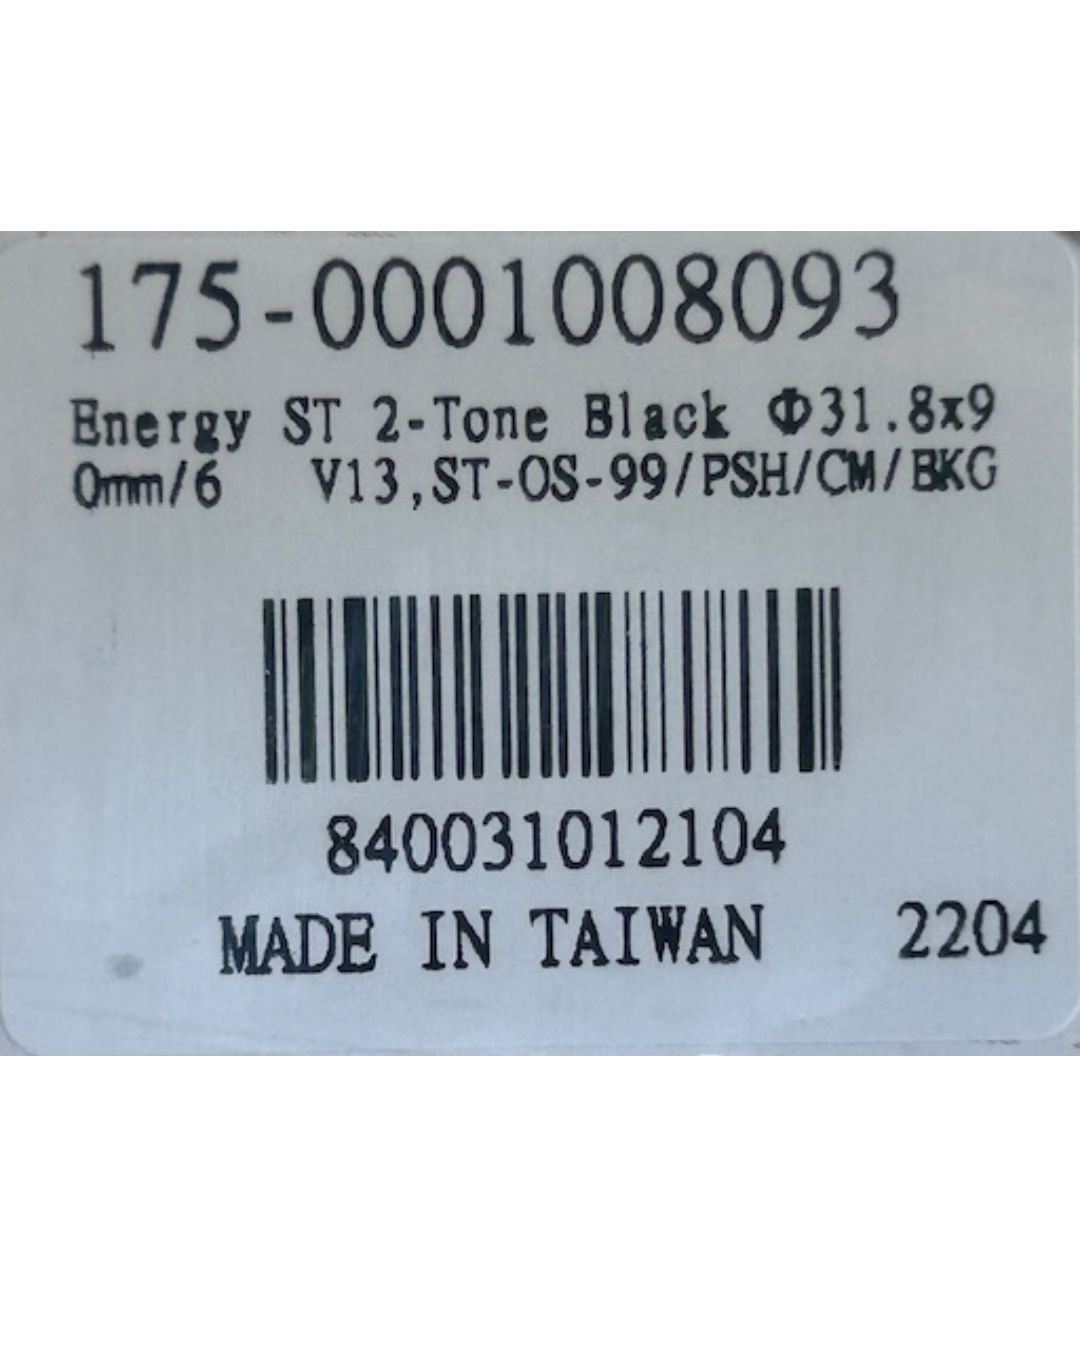 175-0001008093
Energy ST 2-Tone Black Φ31.8x9
0mm/6 V13,ST-OS-99/PSH/CM/BKG
840031012104
MADE IN TAIWAN 2204